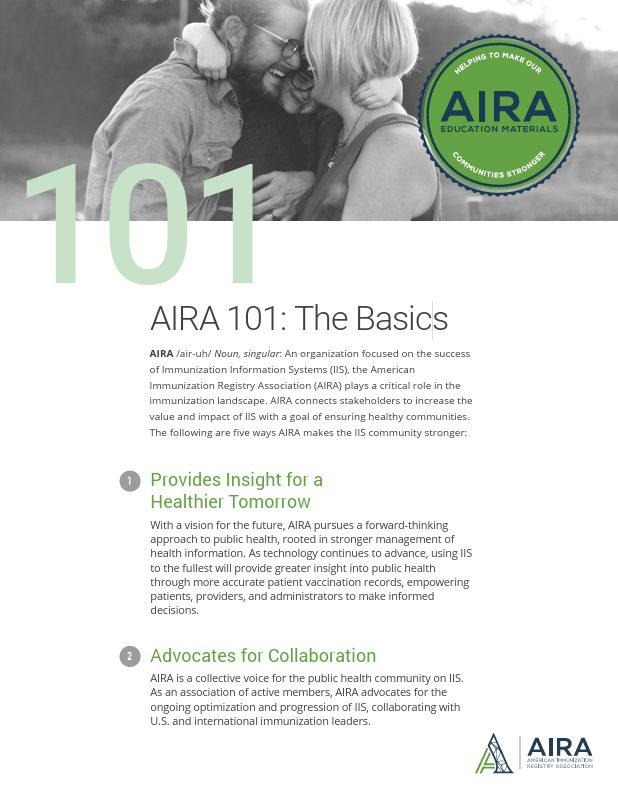 HELPING TO MAKE OUR
AIRA
EDUCATION MATERIALS
COMMUNITIES STRONGER
101
AIRA 101: The Basics
AIRA /air-uh/ Noun, singular: An organization focused on the success
of Immunization Information Systems (IIS), the American
Immunization Registry Association (AIRA) plays a critical role in the
immunization landscape. AIRA connects stakeholders to increase the
value and impact of IIS with a goal of ensuring healthy communities.
The following are five ways AIRA makes the IIS community stronger:
1
Provides Insight for a
Healthier Tomorrow
With a vision for the future, AIRA pursues a forward-thinking
approach to public health, rooted in stronger management of
health information. As technology continues to advance, using IIS
to the fullest will provide greater insight into public health
through more accurate patient vaccination records, empowering
patients, providers, and administrators to make informed
decisions.
2
Advocates for Collaboration
AIRA is a collective voice for the public health community on IIS.
As an association of active members, AIRA advocates for the
ongoing optimization and progression of IIS, collaborating with
U.S. and international immunization leaders.
AIRA
AMERICAN IMMUNIZATION
REGISTRY ASSOCIATION